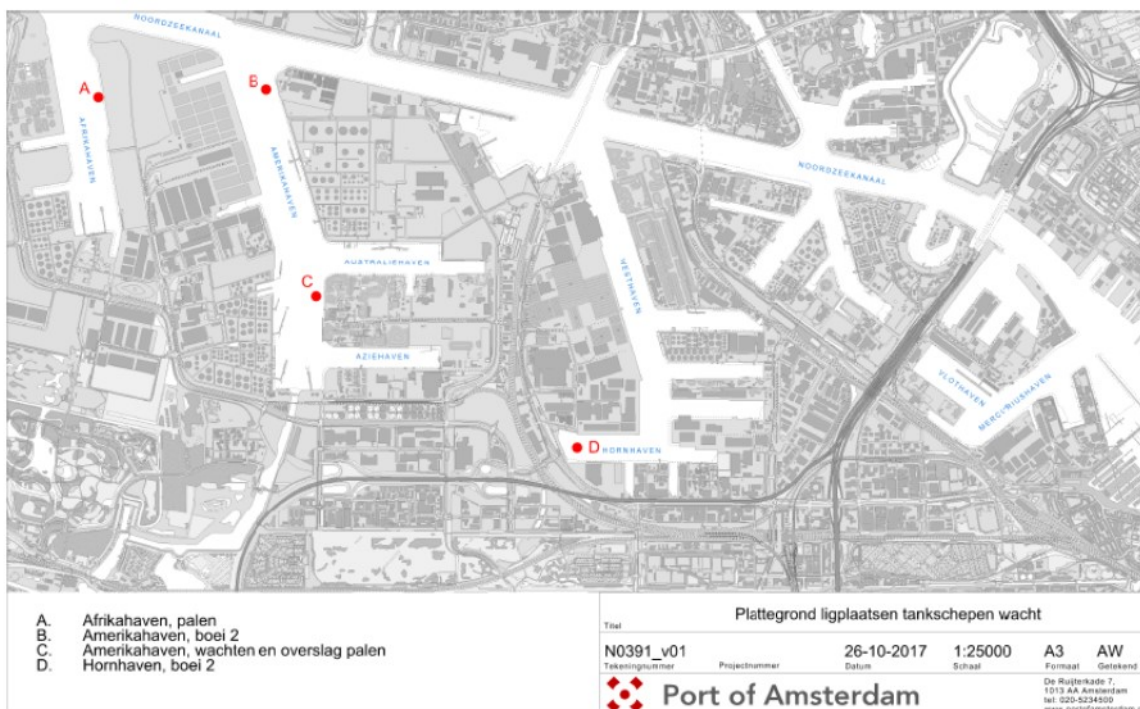 NOORDZEEKANAAL
A
B
AFRIKAHAVEN
AMERIKAHAVEN
NOORDZEEKANAAL
AUSTRALIEHAVEN
C
WESTHAVEN
AZIEHAVEN
VLOTHAVEN
MERCURIUSHAVEN
D HORNHAVEN
A. Afrikahaven, palen
B. Amerikahaven, boei 2
C. Amerikahaven, wachten en overslag palen
D. Hornhaven, boei 2
Plattegrond ligplaatsen tankschepen wacht
Titel
N0391_v01 26-10-2017 1:25000 A3 AW
Tekeningnummer Projectnummer Datum Schaal Formaat Getekend
Port of Amsterdam
De Ruijterkade 7,
1013 AA Amsterdam
tel: 020-5234500